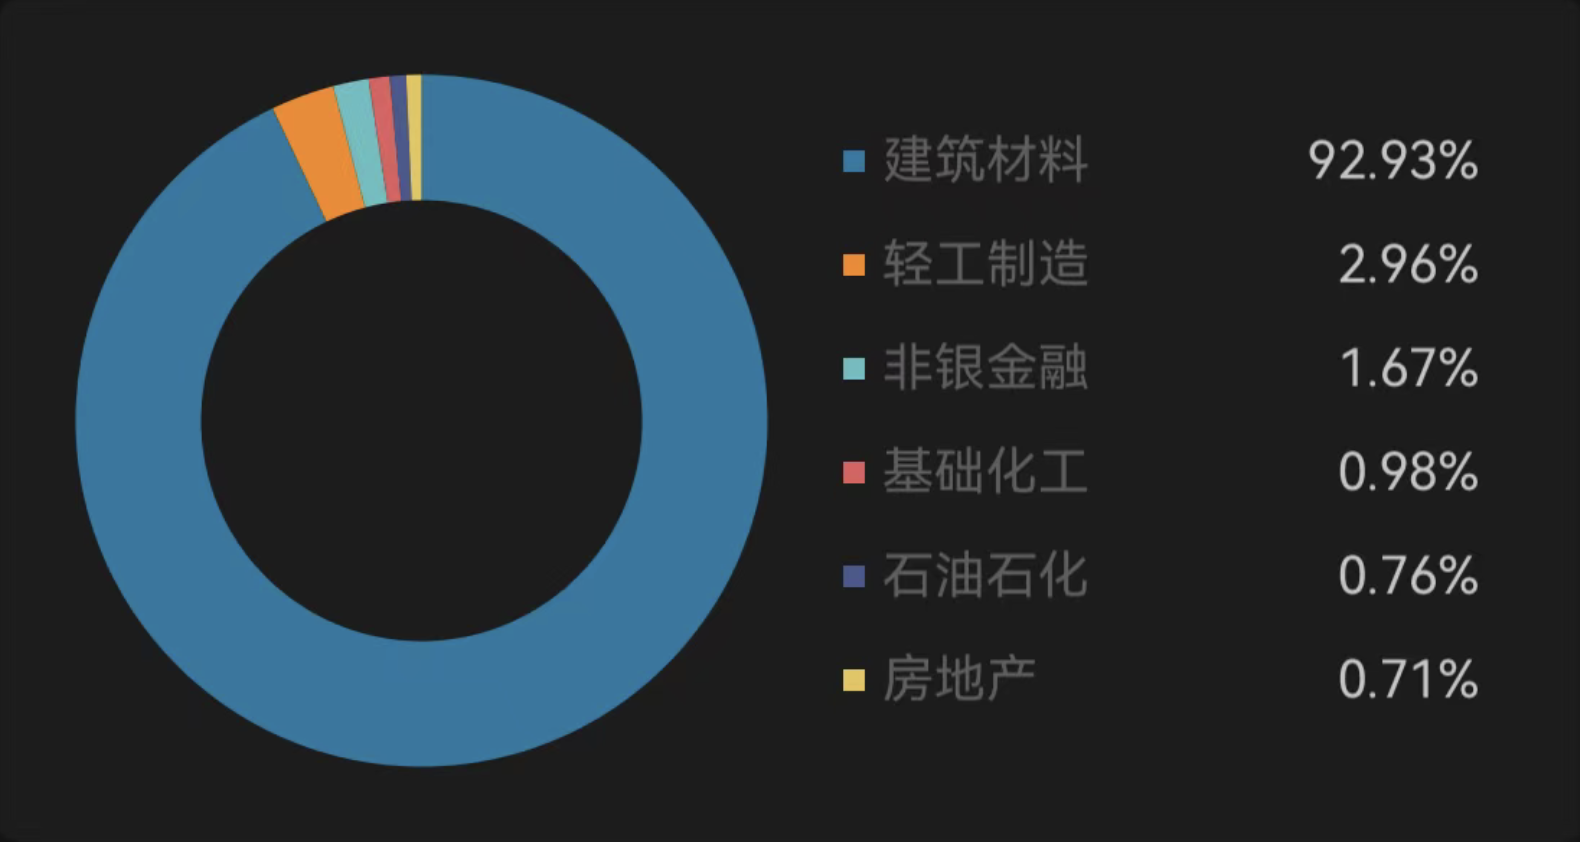 建筑材料 92.93%
轻工制造 2.96%
非银金融 1.67%
基础化工 0.98%
石油石化 0.76%
房地产 0.71%